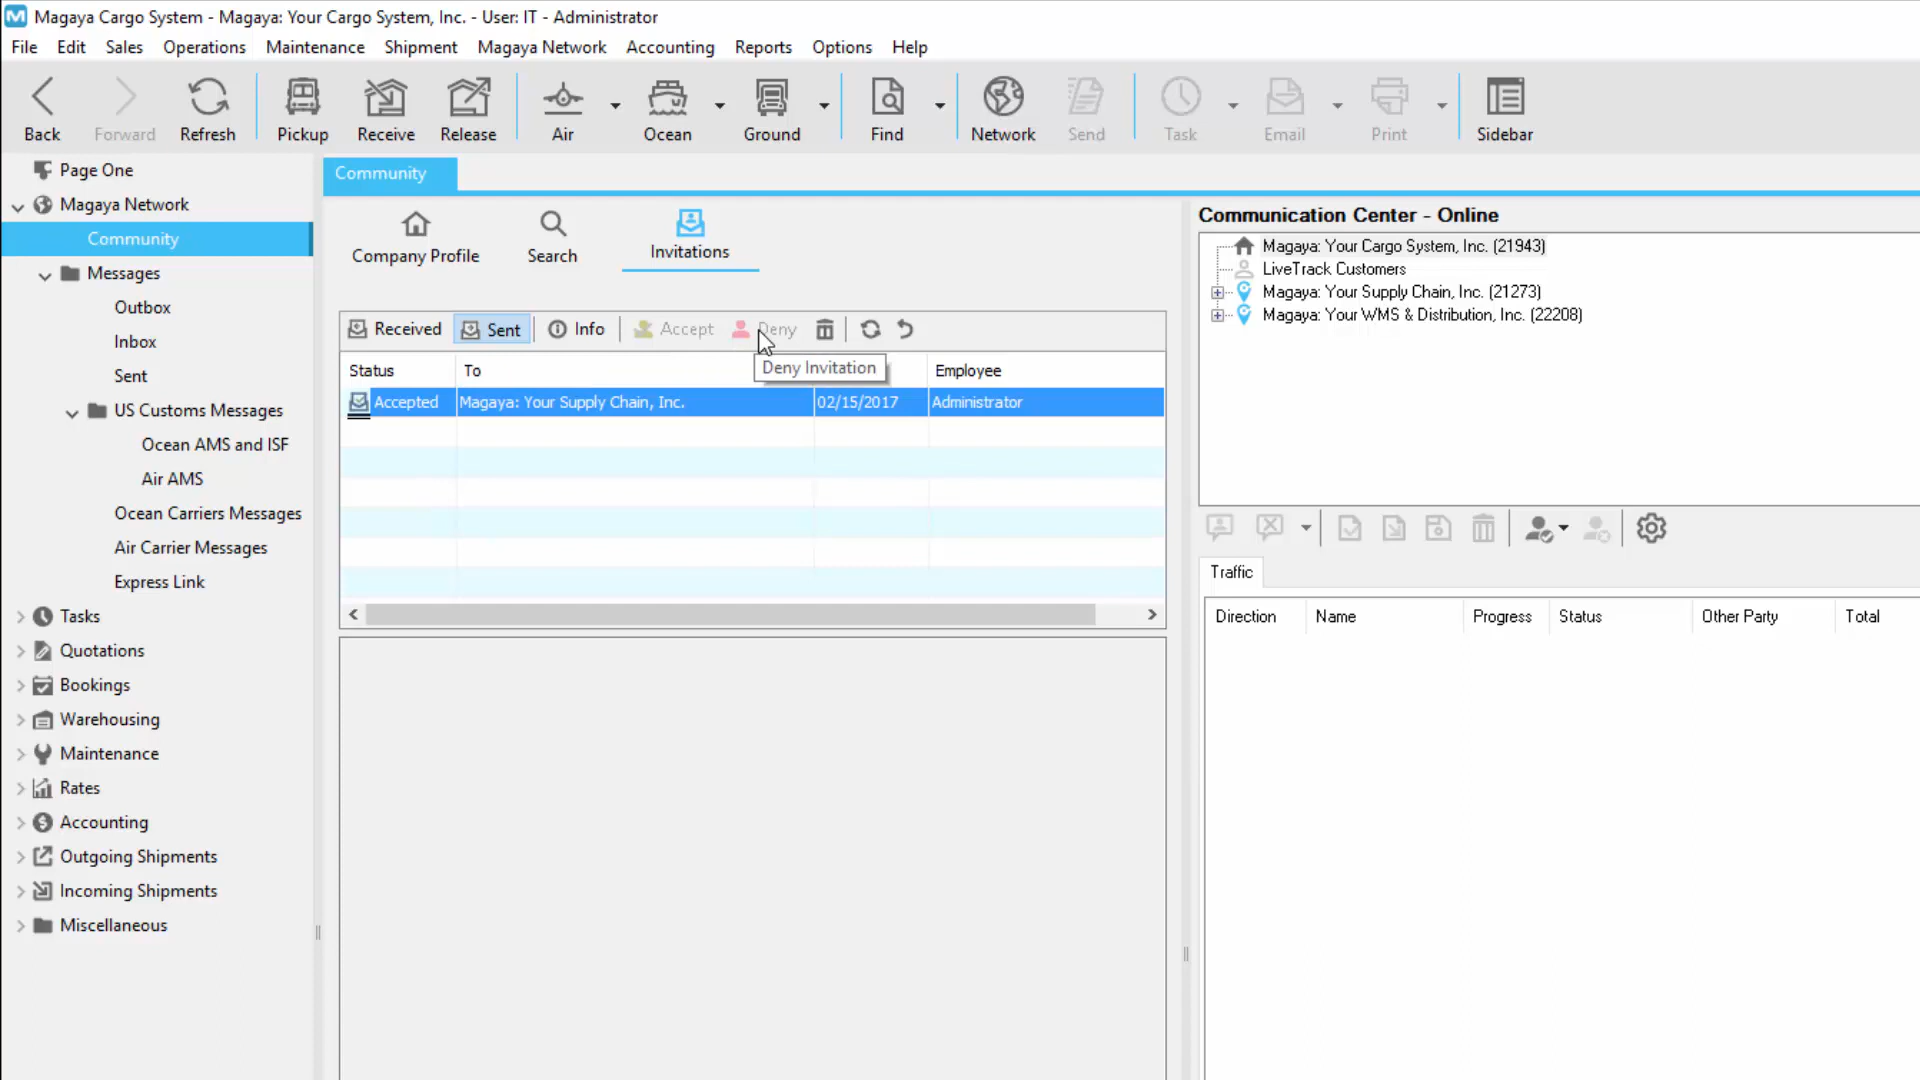 Magaya Cargo System - Magaya: Your Cargo System, Inc. - User: IT - Administrator
File Edit Sales Operations Maintenance Shipment Magaya Network Accounting Reports Options Help
Back Forward Refresh Pickup Receive Release Air Ocean Ground Find Network Send Task Email Print Sidebar
Page One
Magaya Network
Community
Messages
Outbox
Inbox
Sent
US Customs Messages
Ocean AMS and ISF
Air AMS
Ocean Carriers Messages
Air Carrier Messages
Express Link
Tasks
Quotations
Bookings
Warehousing
Maintenance
Rates
Accounting
Outgoing Shipments
Incoming Shipments
Miscellaneous
Community
Company Profile Search Invitations
Received Sent Info Accept Deny
Deny Invitation
Status To Employee
Accepted Magaya: Your Supply Chain, Inc. 02/15/2017 Administrator
Communication Center - Online
Magaya: Your Cargo System, Inc. (21943)
LiveTrack Customers
Magaya: Your Supply Chain, Inc. (21273)
Magaya: Your WMS & Distribution, Inc. (22208)
Traffic
Direction Name Progress Status Other Party Total